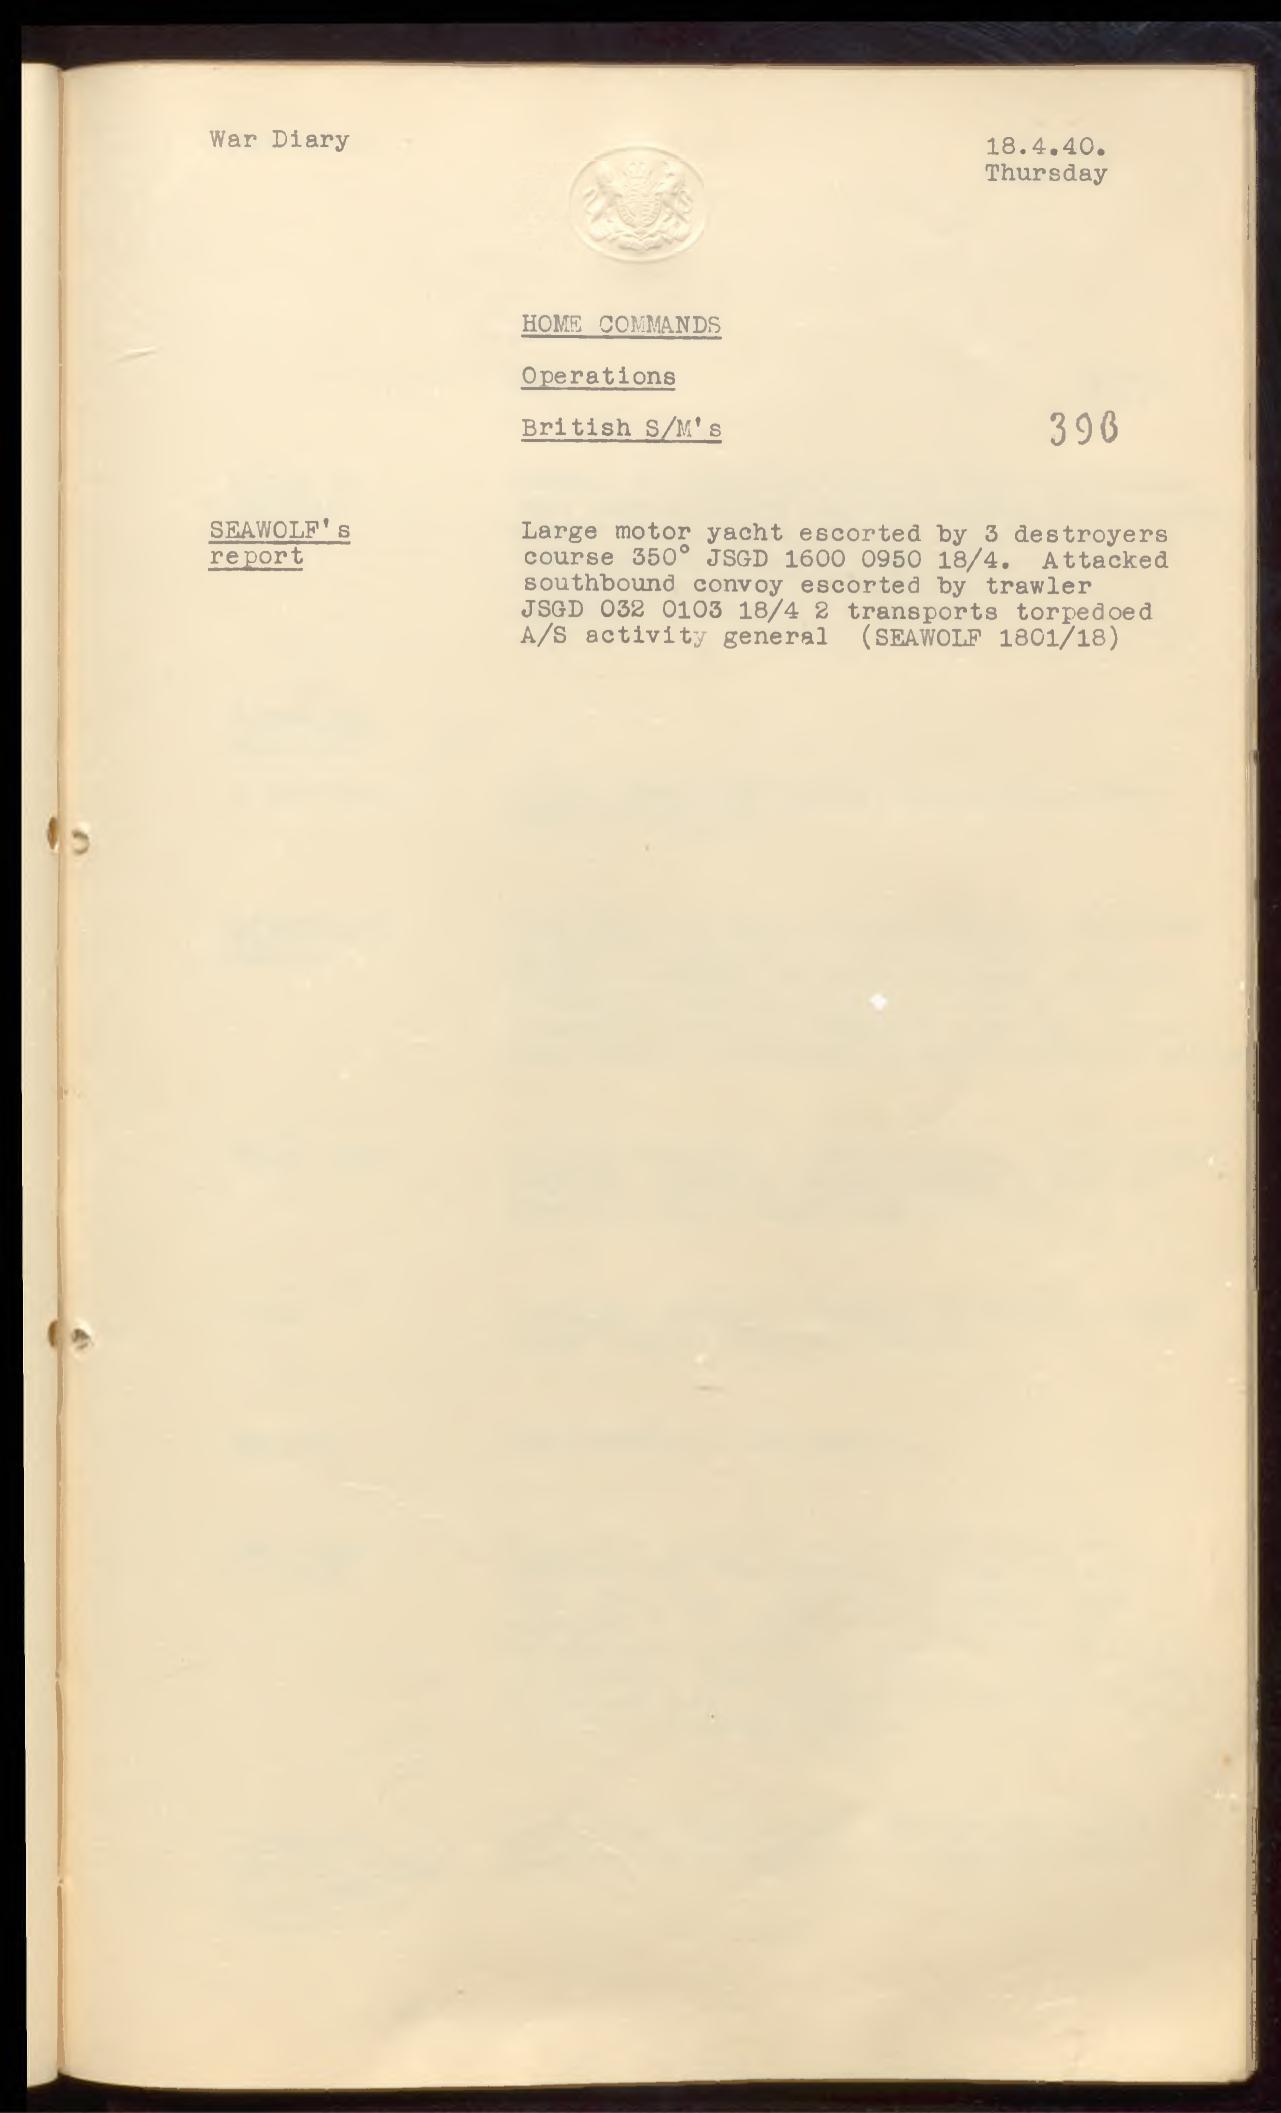 War Diary
18.4.40.
Thursday
HOME COMMANDS
Operations
British S/M's
396
SEAWOLF's
report
Large motor yacht escorted by 3 destroyers
course 350° JSGD 1600 0950 18/4. Attacked
southbound convoy escorted by trawler
JSGD 032 0103 18/4 2 transports torpedoed
A/S activity general (SEAWOLF 1801/18)